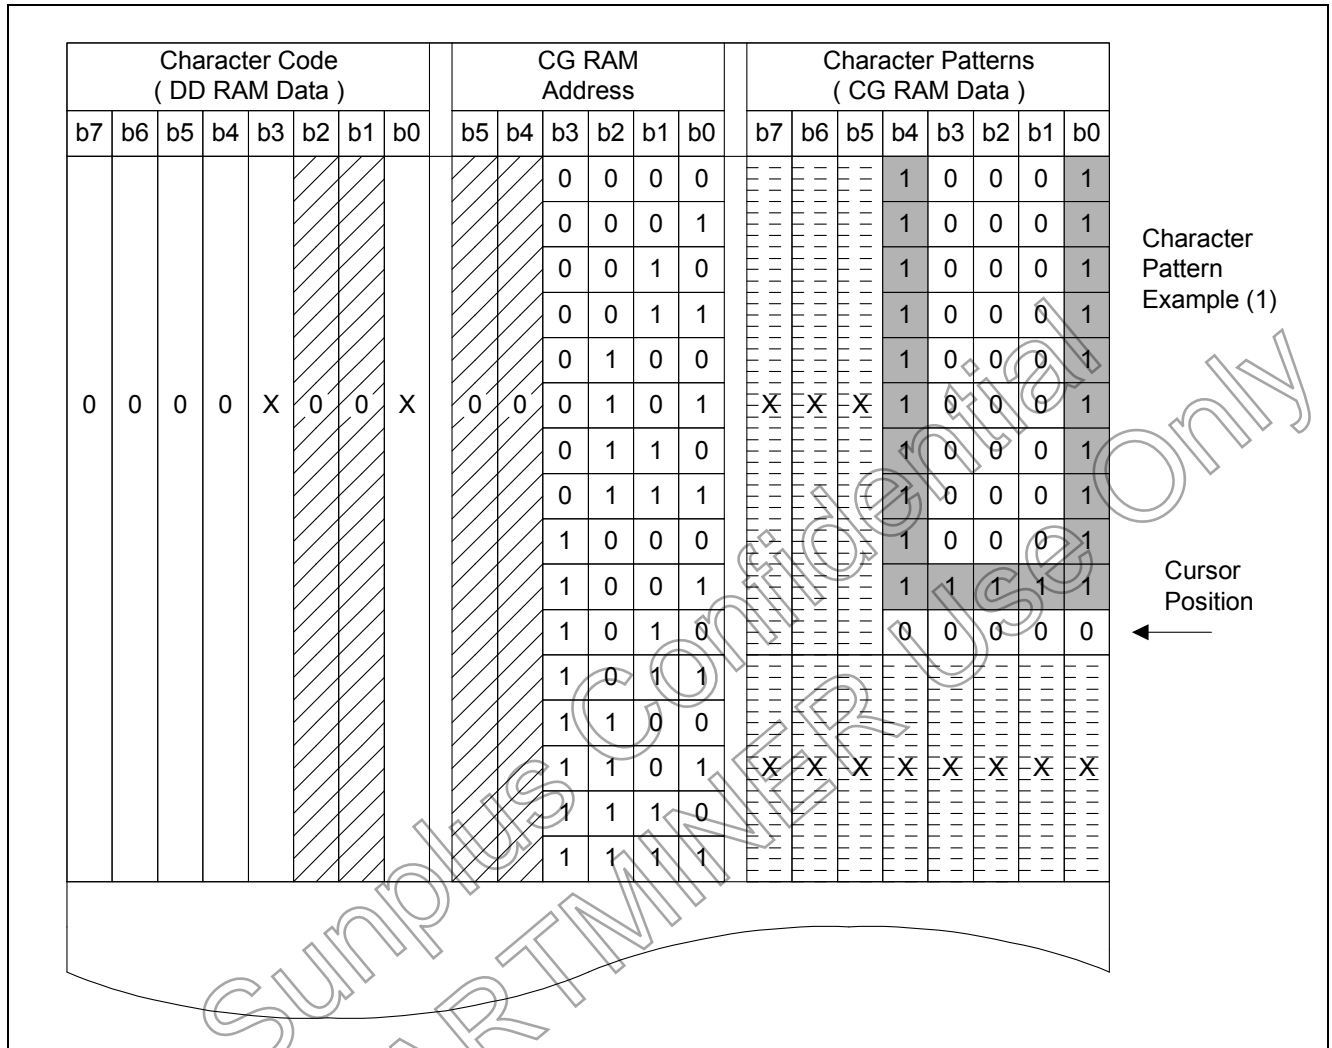 Character Code ( DD RAM Data ) CG RAM Address Character Patterns ( CG RAM Data )
b7 b6 b5 b4 b3 b2 b1 b0 b5 b4 b3 b2 b1 b0 b7 b6 b5 b4 b3 b2 b1 b0
0 0 0 0 1 0 0 0 1
0 0 0 1 1 0 0 0 1
0 0 1 0 1 0 0 0 1
0 0 1 1 1 0 0 0 1
0 1 0 0 1 0 0 0 1
0 0 0 0 X 0 0 X 0 0 0 1 0 1 X X X 1 0 0 0 1
0 1 1 0 1 0 0 0 1
0 1 1 1 1 0 0 0 1
1 0 0 0 1 0 0 0 1
1 0 0 1 1 1 1 1 1
1 0 1 0 0 0 0 0 0
1 0 1 1
1 1 0 0
1 1 0 1 X X X X X X X X
1 1 1 0
1 1 1 1
Character
Pattern
Example (1)
Cursor
Position
Sunplus Confidential
ARTMINER Use Only